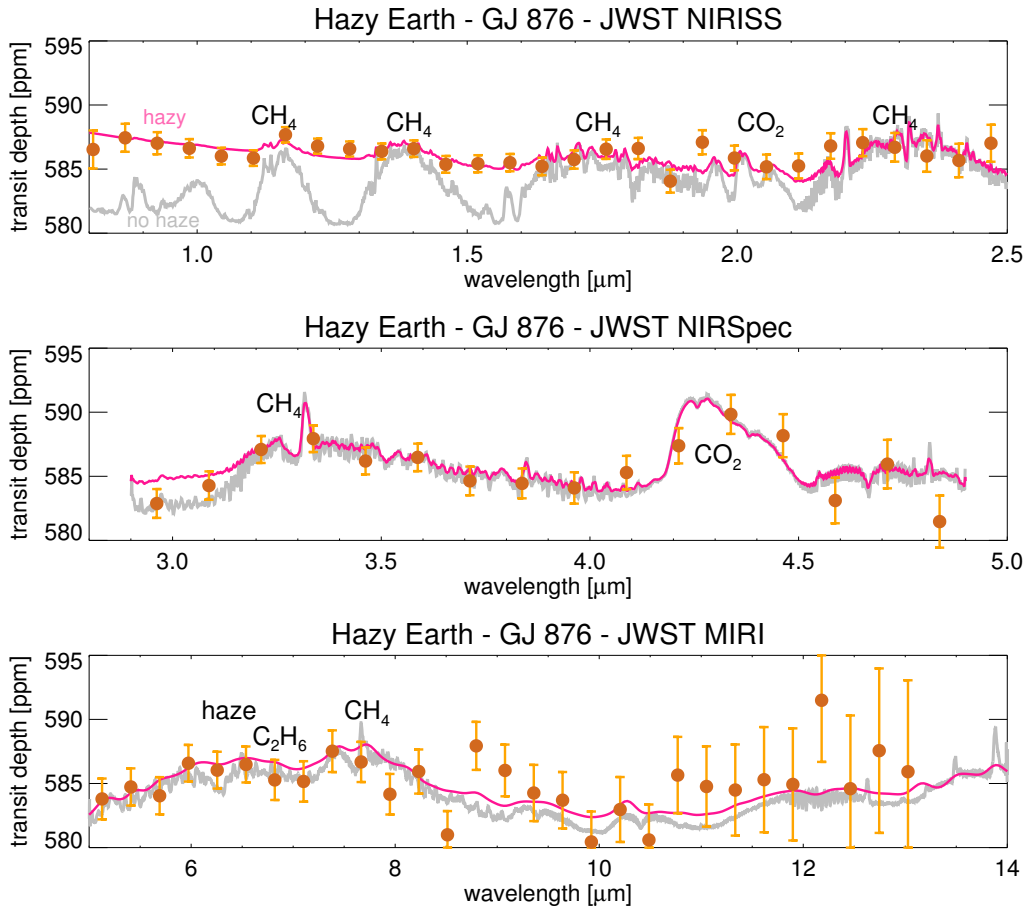 Hazy Earth - GJ 876 - JWST NIRISS
transit depth [ppm]
595
590
585
580
hazy
no haze
CH₄
CH₄
CH₄
CO₂
CH₄
1.0
1.5
2.0
2.5
wavelength [μm]
Hazy Earth - GJ 876 - JWST NIRSpec
transit depth [ppm]
595
590
585
580
CH₄
CO₂
3.0
3.5
4.0
4.5
5.0
wavelength [μm]
Hazy Earth - GJ 876 - JWST MIRI
transit depth [ppm]
595
590
585
580
haze
C₂H₆
CH₄
6
8
10
12
14
wavelength [μm]